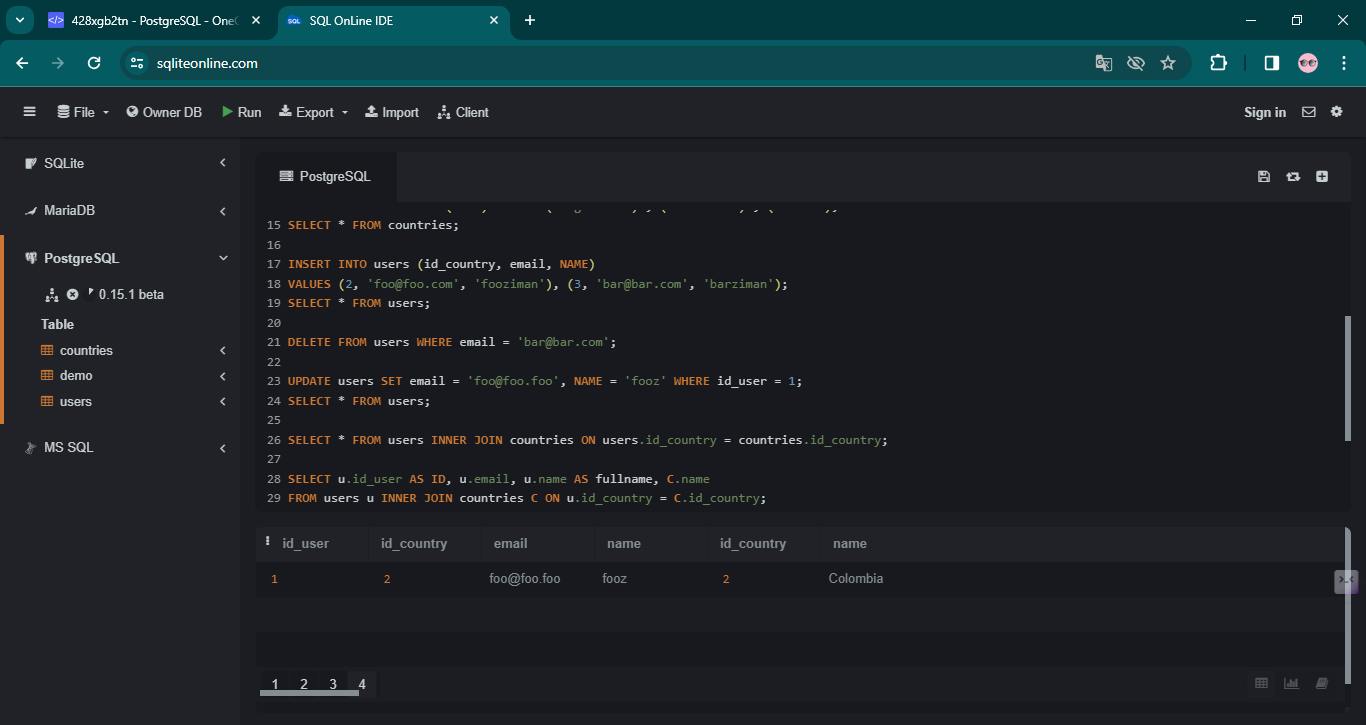 428xgb2tn - PostgreSQL - One
SQL OnLine IDE
sqliteonline.com
File
Owner DB
Run
Export
Import
Client
Sign in
SQLite
MariaDB
PostgreSQL
0.15.1 beta
Table
countries
demo
users
MS SQL
PostgreSQL
15 SELECT * FROM countries;
16
17 INSERT INTO users (id_country, email, NAME)
18 VALUES (2, 'foo@foo.com', 'fooziman'), (3, 'bar@bar.com', 'barziman');
19 SELECT * FROM users;
20
21 DELETE FROM users WHERE email = 'bar@bar.com';
22
23 UPDATE users SET email = 'foo@foo.foo', NAME = 'fooz' WHERE id_user = 1;
24 SELECT * FROM users;
25
26 SELECT * FROM users INNER JOIN countries ON users.id_country = countries.id_country;
27
28 SELECT u.id_user AS ID, u.email, u.name AS fullname, C.name
29 FROM users u INNER JOIN countries C ON u.id_country = C.id_country;
id_user id_country email name id_country name
1 2 foo@foo.foo fooz 2 Colombia
1 2 3 4